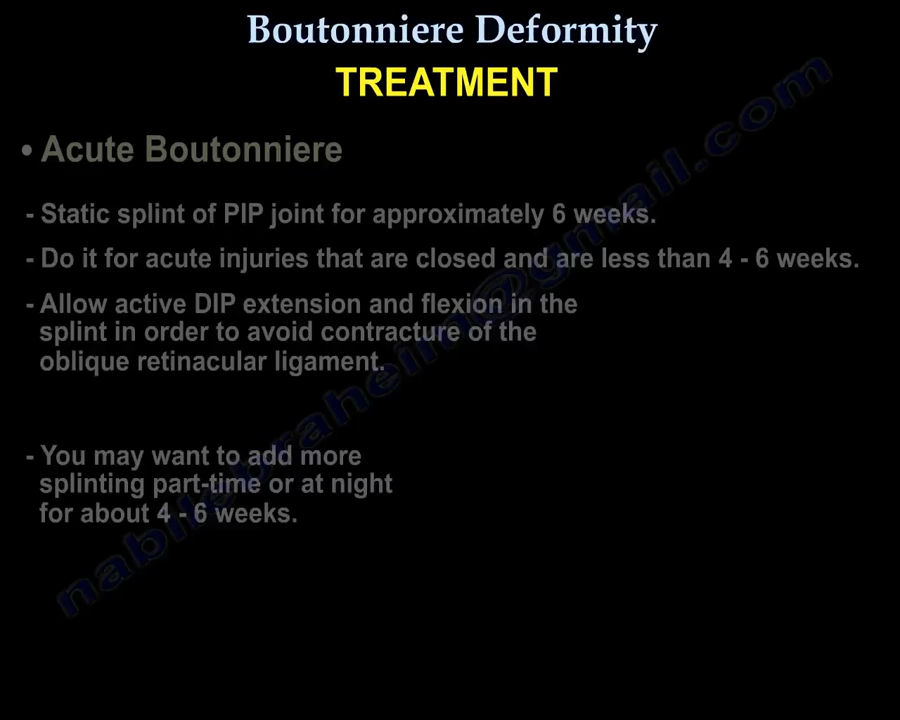 Boutonniere Deformity
TREATMENT
• Acute Boutonniere
- Static splint of PIP joint for approximately 6 weeks.
- Do it for acute injuries that are closed and are less than 4 - 6 weeks.
- Allow active DIP extension and flexion in the
splint in order to avoid contracture of the
oblique retinacular ligament.
- You may want to add more
splinting part-time or at night
for about 4 - 6 weeks.
nabilebraheim@gmail.com